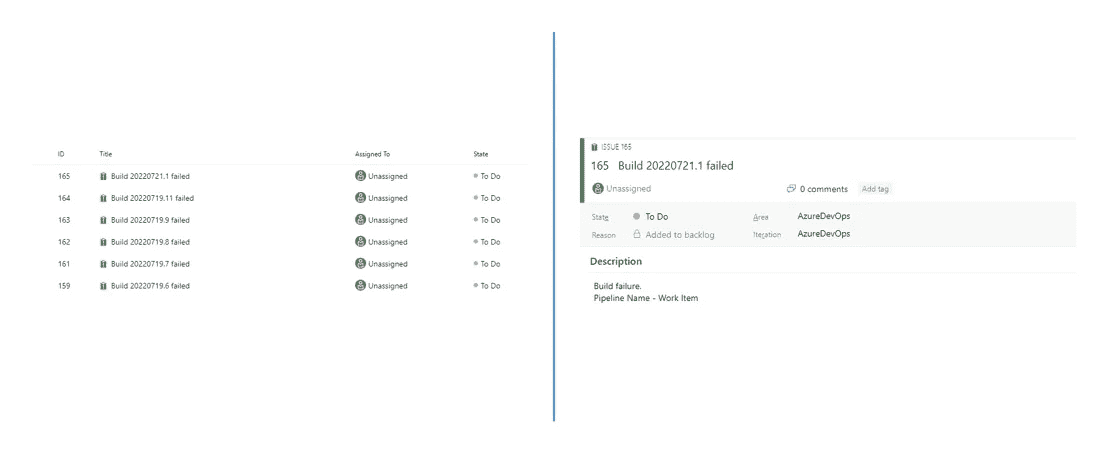 ID Title Assigned To State
165 Build 20220721.1 failed Unassigned To Do
164 Build 20220719.11 failed Unassigned To Do
163 Build 20220719.9 failed Unassigned To Do
162 Build 20220719.8 failed Unassigned To Do
161 Build 20220719.7 failed Unassigned To Do
159 Build 20220719.6 failed Unassigned To Do
ISSUE 165
165 Build 20220721.1 failed
Unassigned 0 comments Add tag
State To Do Area AzureDevOps
Reason Added to backlog Iteration AzureDevOps
Description
Build failure.
Pipeline Name - Work Item